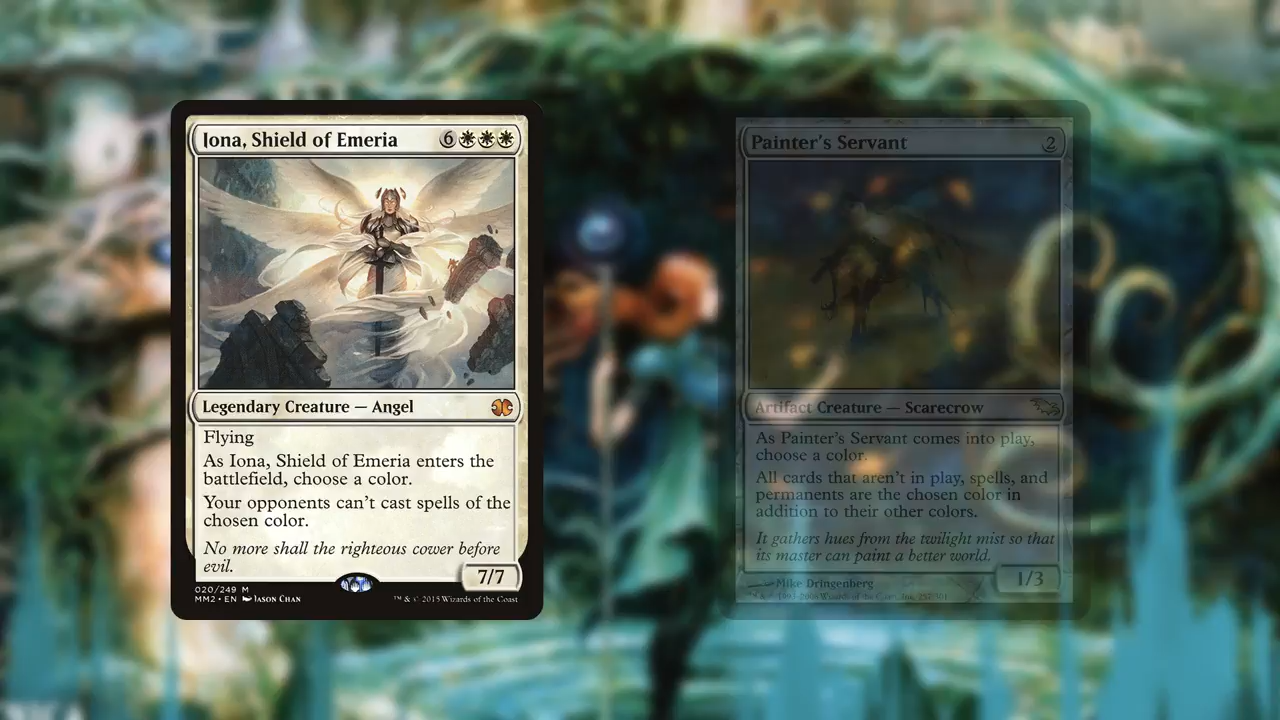 Iona, Shield of Emeria 6
Legendary Creature — Angel
Flying
As Iona, Shield of Emeria enters the
battlefield, choose a color.
Your opponents can't cast spells of the
chosen color.
No more shall the righteous cower before
evil.
7/7
020/249 M
MM2 • EN Jason Chan
™ & © 2015 Wizards of the Coast
Painter's Servant 2
Artifact Creature — Scarecrow
As Painter's Servant comes into play,
choose a color.
All cards that aren't in play, spells, and
permanents are the chosen color in
addition to their other colors.
It gathers hues from the twilight mist so that
its master can paint a better world.
1/3
Mike Dringenberg